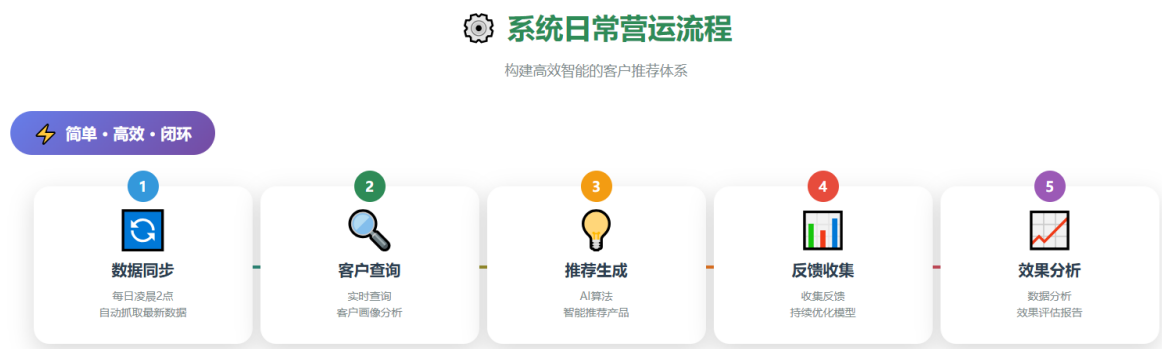 系统日常营运流程
构建高效智能的客户推荐体系
简单·高效·闭环
1
2
3
4
5
数据同步
客户查询
推荐生成
反馈收集
效果分析
每日凌晨2点
实时查询
AI算法
收集反馈
数据分析
自动抓取最新数据
客户画像分析
智能推荐产品
持续优化模型
效果评估报告